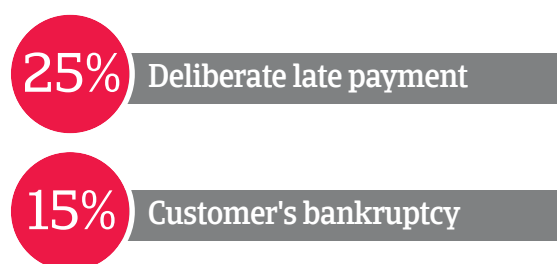 25% Deliberate late payment
15% Customer's bankruptcy